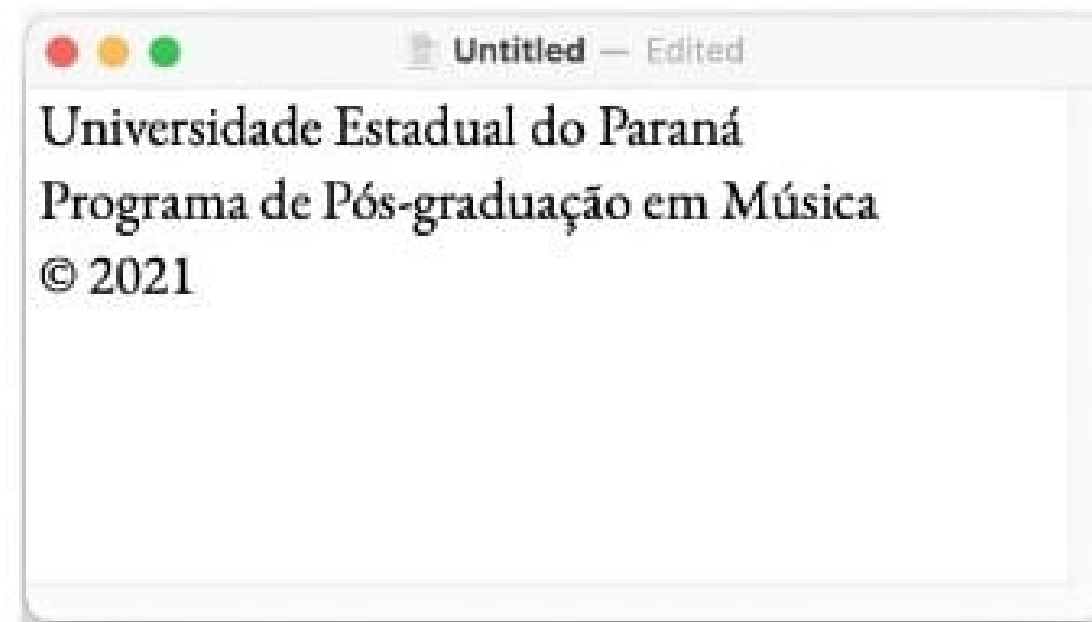 Untitled — Edited
Universidade Estadual do Paraná
Programa de Pós-graduação em Música
© 2021